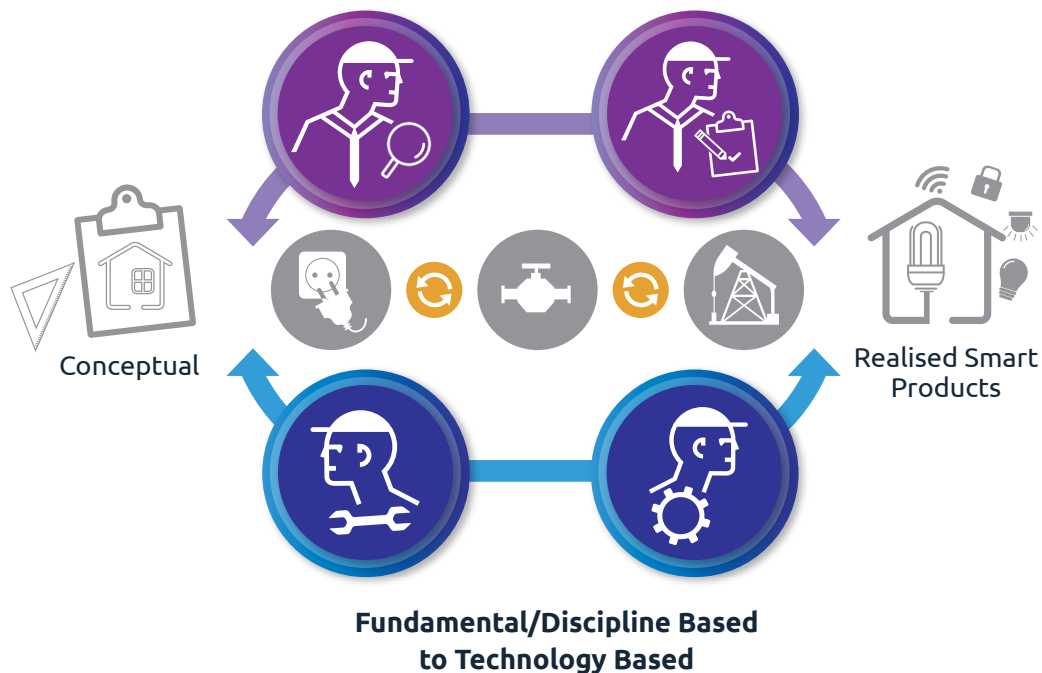 Conceptual
Realised Smart
Products
Fundamental/Discipline Based
to Technology Based